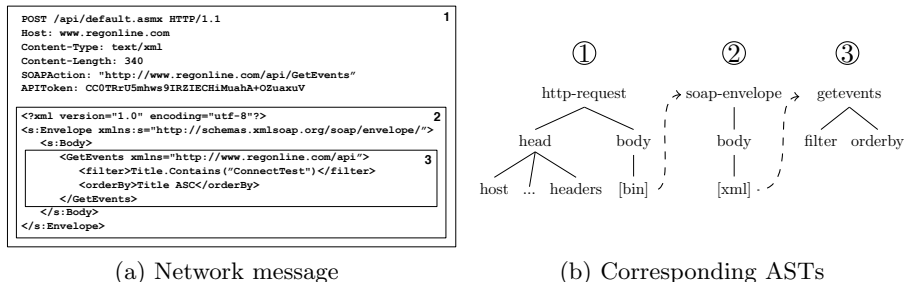 POST /api/default.asmx HTTP/1.1
1
Host: www.regonline.com
Content-Type: text/xml
Content-Length: 340
SOAPAction: "http://www.regonline.com/api/GetEvents”
APIToken: CC0TRrU5mhws9IRZIECHiMuahA+OZuaxuV
<?xml version="1.0" encoding="utf-8"?>
2
<s:Envelope xmlns:s="http://schemas.xmlsoap.org/soap/envelope/”>
<s:Body>
<GetEvents xmlns="http://www.regonline.com/api”>
3
<filter>Title.Contains(”ConnectTest")</filter>
<orderBy>Title ASC</orderBy>
</GetEvents>
</s:Body>
</s:Envelope>
(a) Network message
① ② ③
http-request soap-envelope getevents
head body body filter orderby
host ... headers [bin] [xml]
(b) Corresponding ASTs